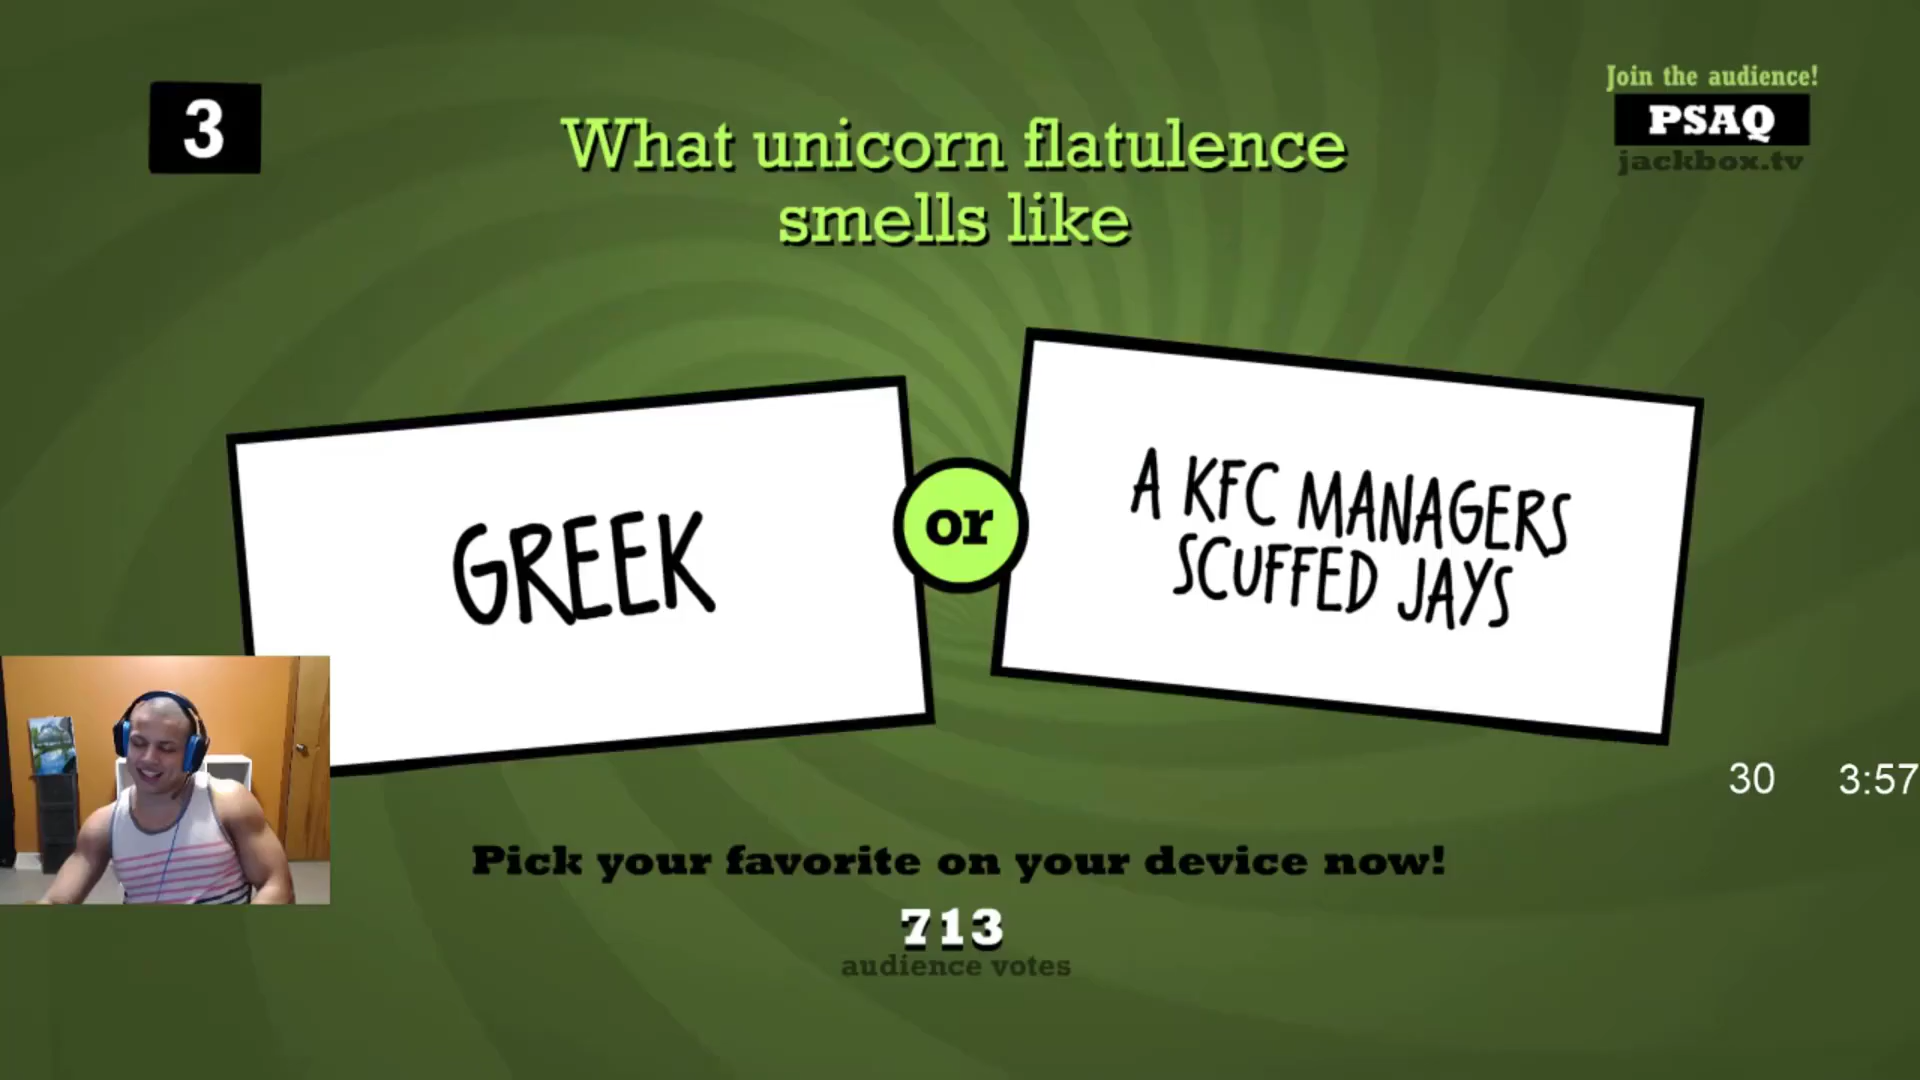 3
What unicorn flatulence
smells like
Join the audience!
PSAQ
jackbox.tv
GREEK
or
A KFC MANAGERS
SCUFFED JAYS
30 3:57
Pick your favorite on your device now!
713
audience votes